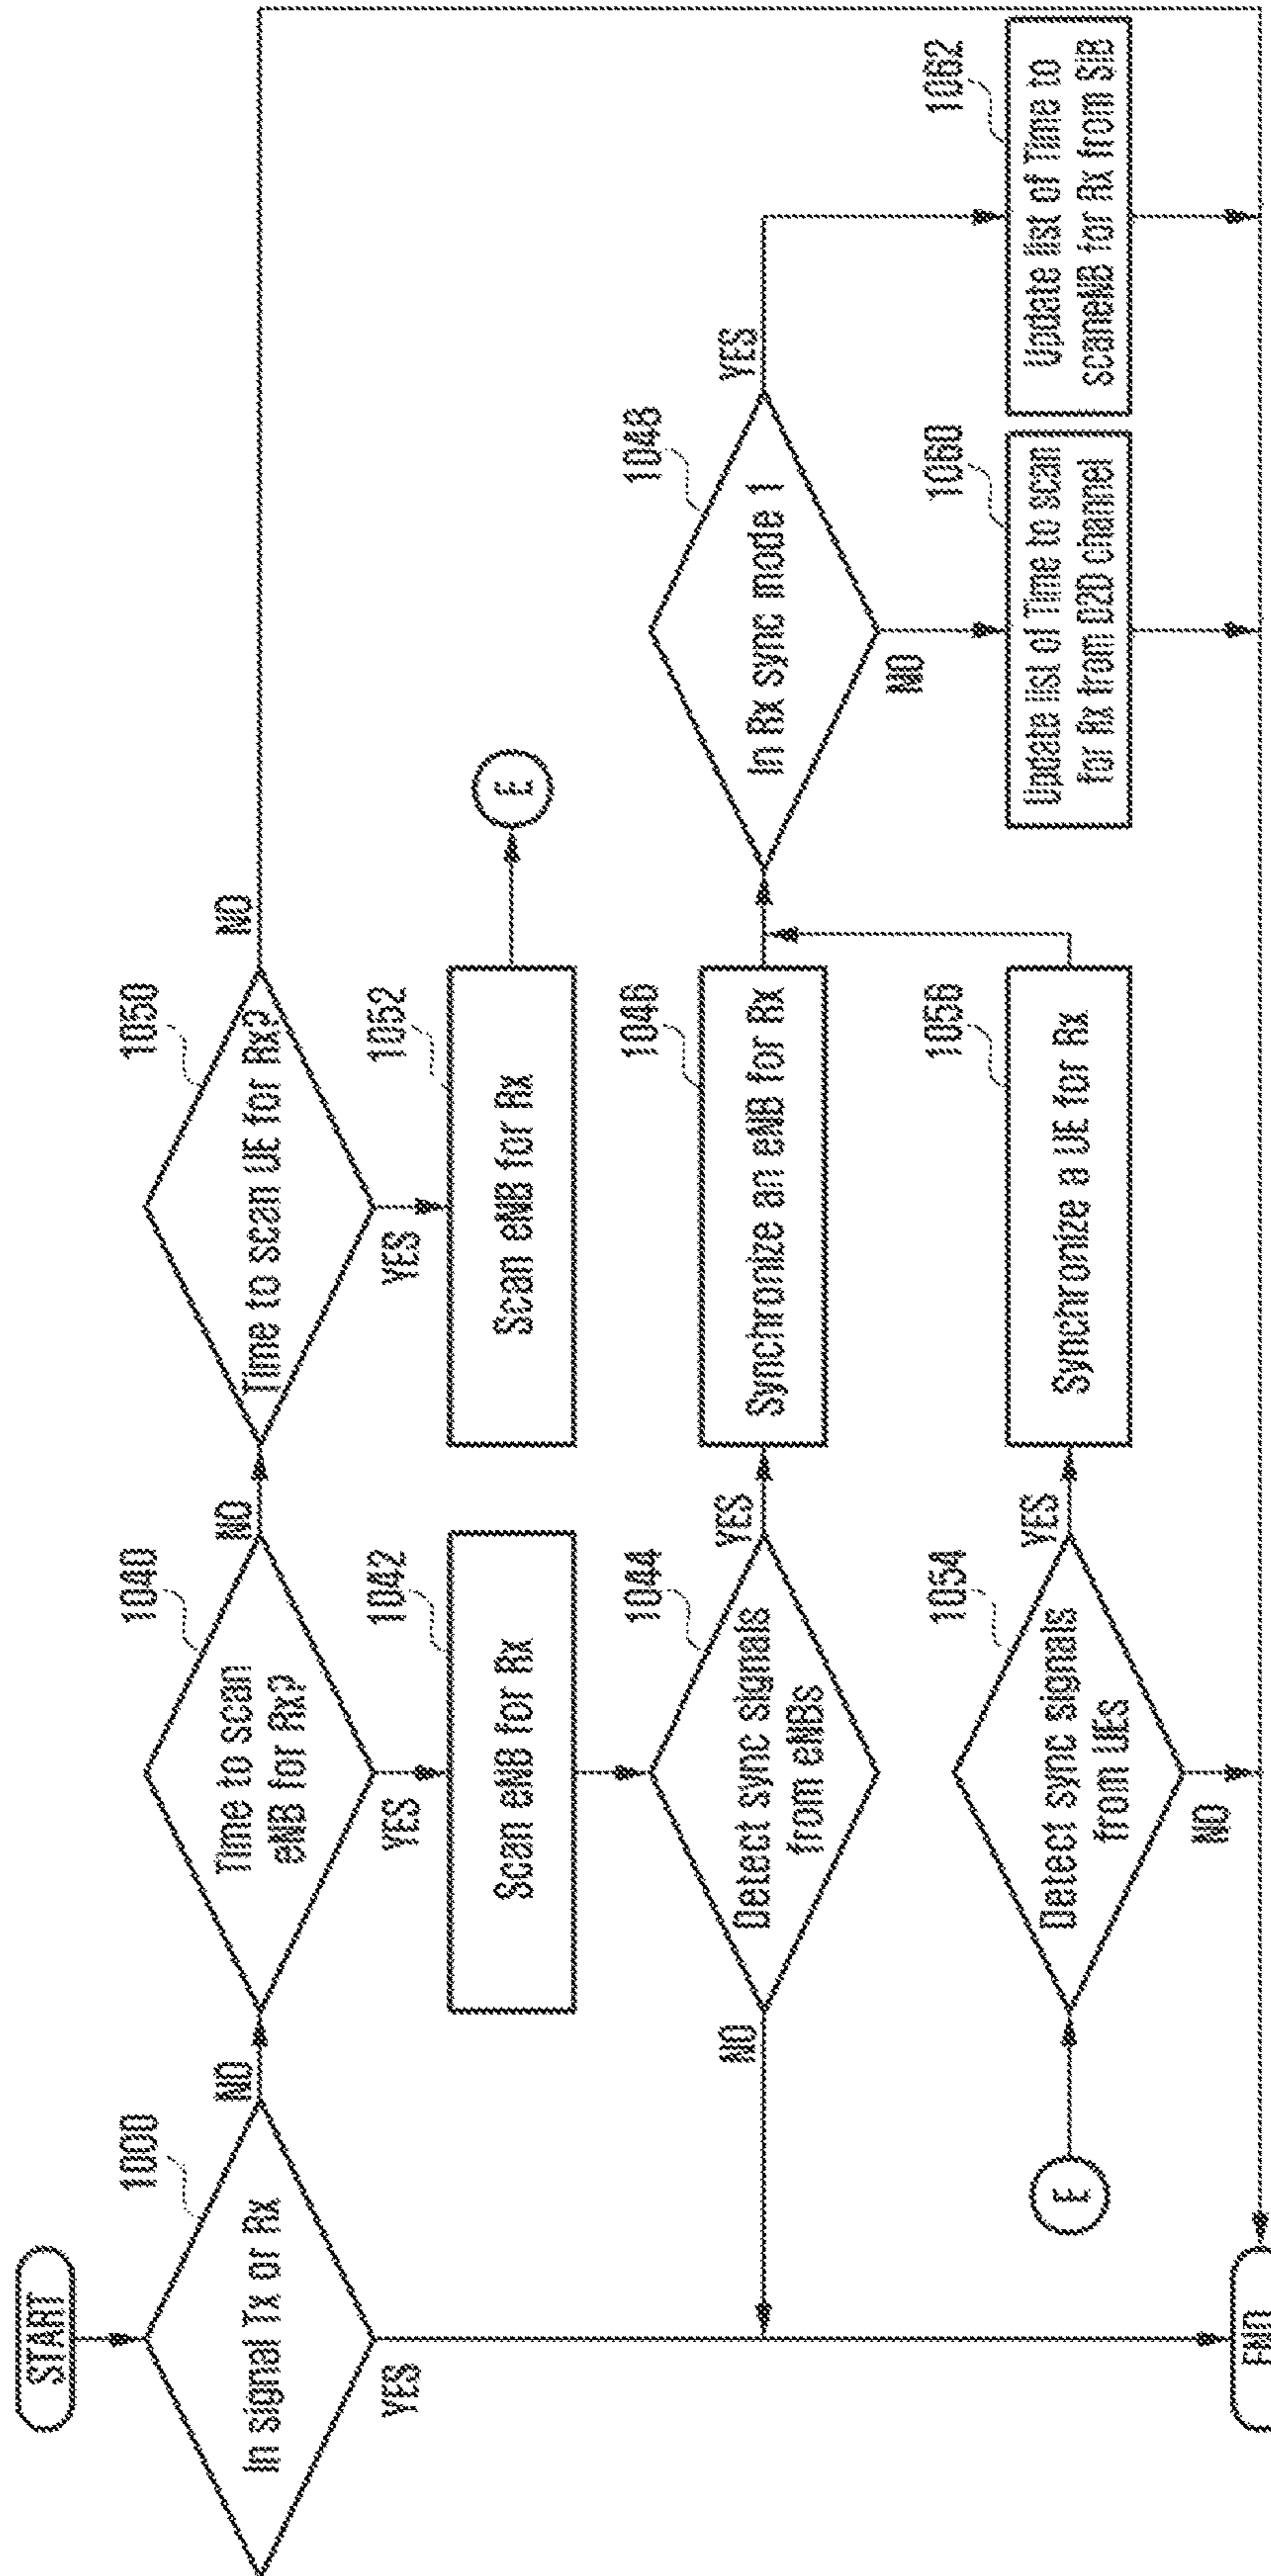 START
1000
In signal Tx or Rx
NO
YES
1040
Time to scan
eNB for Rx?
NO
YES
1050
Time to scan UE for Rx?
NO
YES
1042
Scan eNB for Rx
1052
Scan eNB for Rx
E
1044
Detect sync signals
from eNBs
NO
YES
1046
Synchronize an eNB for Rx
1048
In Rx sync mode 1
YES
NO
E
1054
Detect sync signals
from UEs
YES
NO
1056
Synchronize a UE for Rx
1060
Update list of Time to scan
for Rx from D2D channel
1062
Update list of Time to
scaneNB for Rx from SIB
END